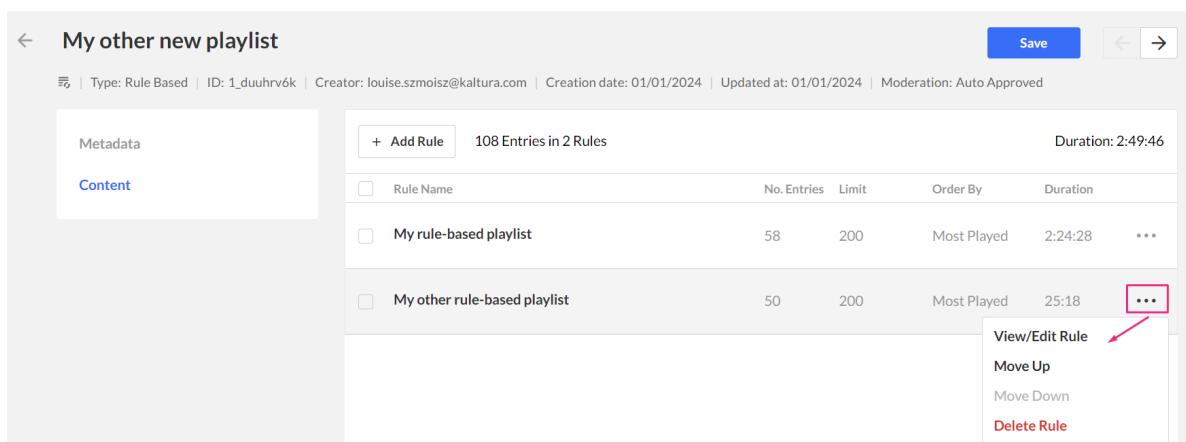 My other new playlist
Save
Type: Rule Based | ID: 1_duuhrv6k | Creator: louise.szmoisz@kaltura.com | Creation date: 01/01/2024 | Updated at: 01/01/2024 | Moderation: Auto Approved
Metadata
Content
+ Add Rule 108 Entries in 2 Rules Duration: 2:49:46
Rule Name No. Entries Limit Order By Duration
My rule-based playlist 58 200 Most Played 2:24:28
My other rule-based playlist 50 200 Most Played 25:18
View/Edit Rule
Move Up
Move Down
Delete Rule